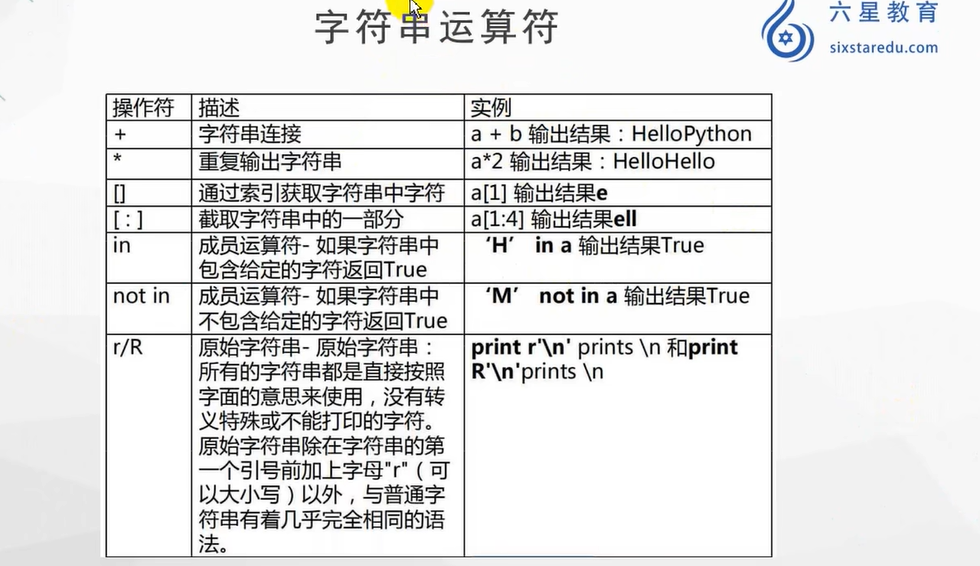 字符串运算符
六星教育
sixstaredu.com
操作符 描述 实例
+ 字符串连接 a + b 输出结果：HelloPython
* 重复输出字符串 a*2 输出结果：HelloHello
[] 通过索引获取字符串中字符 a[1] 输出结果e
[ : ] 截取字符串中的一部分 a[1:4] 输出结果ell
in 成员运算符- 如果字符串中 ‘H’ in a 输出结果True
包含给定的字符返回True
not in 成员运算符- 如果字符串中 ‘M’ not in a 输出结果True
不包含给定的字符返回True
r/R 原始字符串- 原始字符串： print r'\n' prints \n 和print
所有的字符串都是直接按照 R'\n'prints \n
字面的意思来使用，没有转
义特殊或不能打印的字符。
原始字符串除在字符串的第
一个引号前加上字母"r"（可
以大小写）以外，与普通字
符串有着几乎完全相同的语
法。